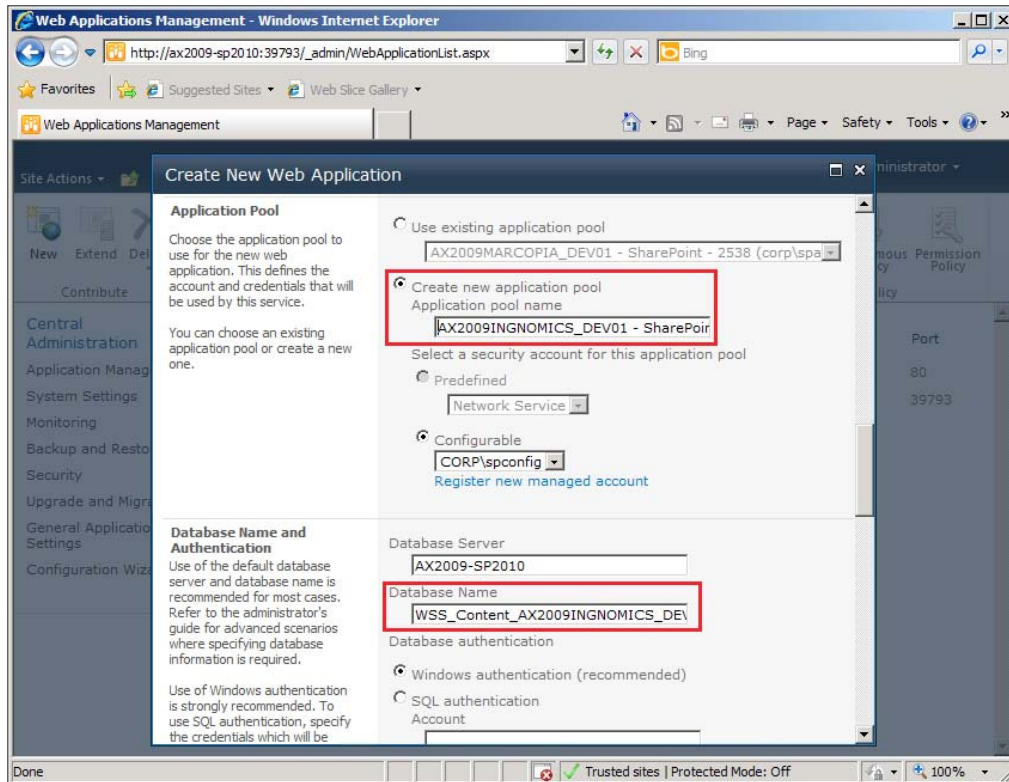 Web Applications Management - Windows Internet Explorer
http://ax2009-sp2010:39793/_admin/WebApplicationList.aspx
Bing
Favorites
Suggested Sites
Web Slice Gallery
Web Applications Management
Page
Safety
Tools
»
Site Actions
Create New Web Application
New
Extend
Contribute
Permission
Policy
Central
Administration
System Settings
Monitoring
Security
General
Settings
Port
80
39793
Application Pool
Choose the application pool to
use for the new web
application. This defines the
account and credentials that will
be used by this service.
You can choose an existing
application pool or create a new
one.
Use existing application pool
AX2009MARCOPIA_DEV01 - SharePoint - 2538 (corp\spa
Create new application pool
Application pool name
AX2009INGNOMICS_DEV01 - SharePoin
Select a security account for this application pool
Predefined
Network Service
Configurable
CORP\spconfig
Register new managed account
Database Name and
Authentication
Use of the default database
server and database name is
recommended for most cases.
Refer to the administrator's
guide for advanced scenarios
where specifying database
information is required.
Use of Windows authentication
is strongly recommended. To
use SQL authentication, specify
the credentials which will be
Database Server
AX2009-SP2010
Database Name
WSS_Content_AX2009INGNOMICS_DE
Database authentication
Windows authentication (recommended)
SQL authentication
Account
Done
Trusted sites | Protected Mode: Off
100%